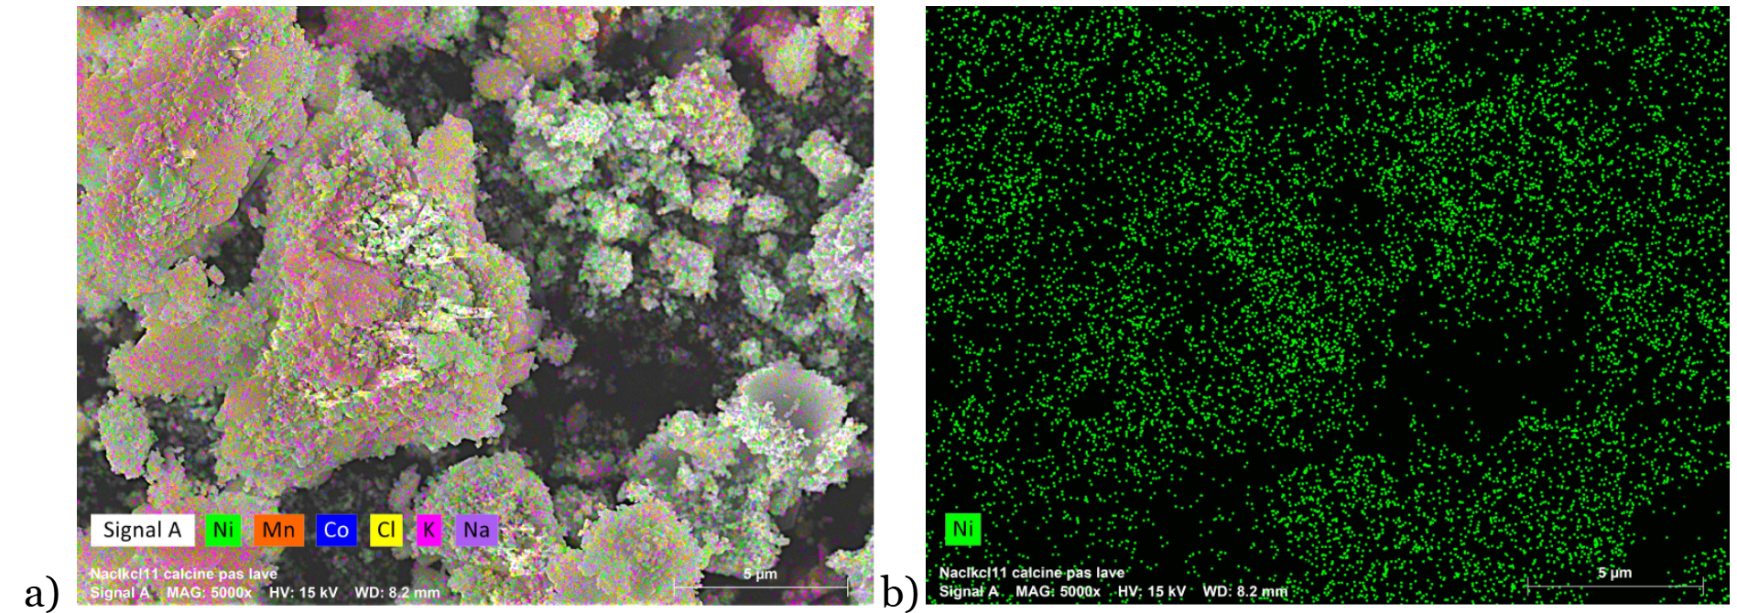 Signal A Ni Mn Co Cl K Na
Naclkcl11 calcine pas lave
Signal A MAG: 5000x HV: 15 kV WD: 8.2 mm
5 µm
a)
Ni
Naclkcl11 calcine pas lave
Signal A MAG: 5000x HV: 15 kV WD: 8.2 mm
5 µm
b)